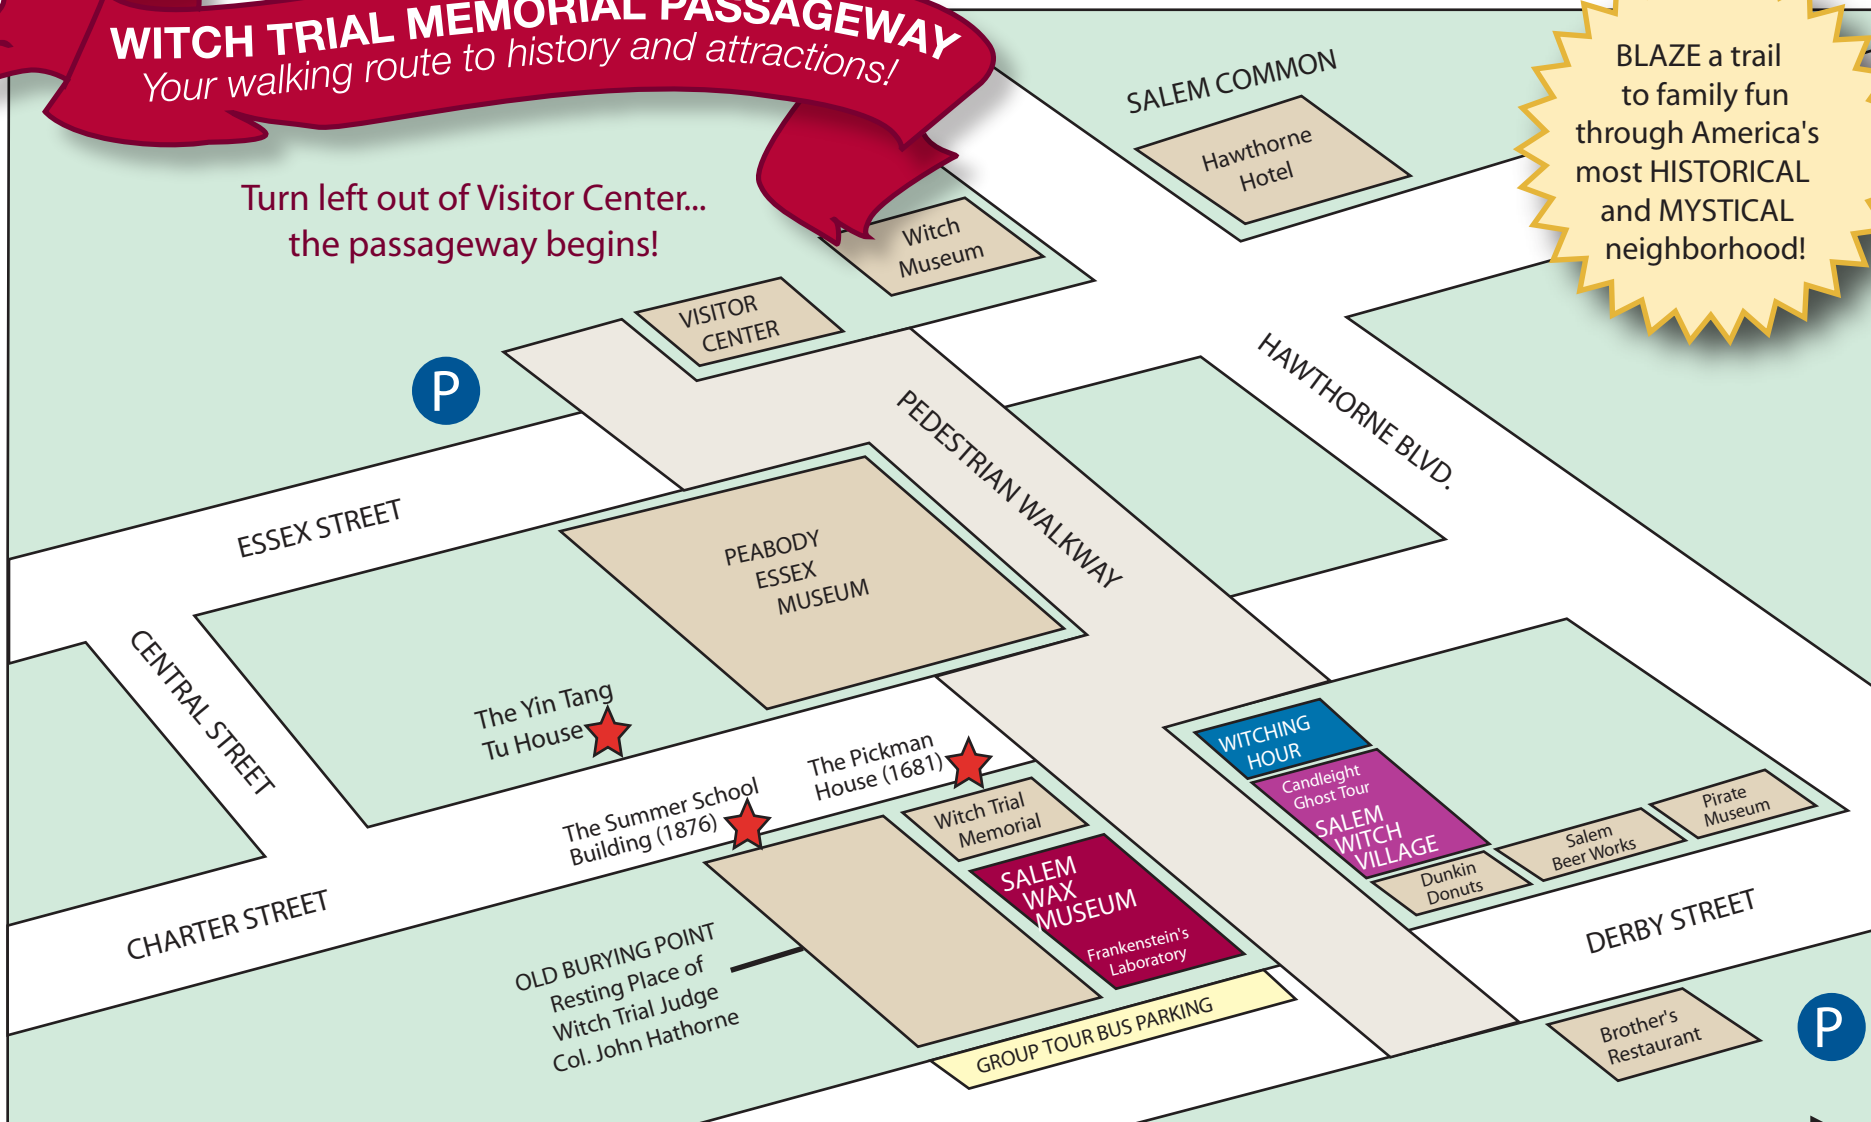 WITCH TRIAL MEMORIAL PASSAGEWAY
Your walking route to history and attractions!
Turn left out of Visitor Center...
the passageway begins!
BLAZE a trail
to family fun
through America's
most HISTORICAL
and MYSTICAL
neighborhood!
SALEM COMMON
Hawthorne
Hotel
Witch
Museum
VISITOR
CENTER
P
HAWTHORNE BLVD.
PEDESTRIAN WALKWAY
ESSEX STREET
PEABODY
ESSEX
MUSEUM
CENTRAL STREET
The Yin Tang
Tu House
The Pickman
House (1681)
The Summer School
Building (1876)
Witch Trial
Memorial
WITCHING
HOUR
Candleight
Ghost Tour
SALEM
WITCH
VILLAGE
Pirate
Museum
Salem
Beer Works
Dunkin
Donuts
SALEM
WAX
MUSEUM
Frankenstein's
Laboratory
CHARTER STREET
DERBY STREET
OLD BURYING POINT
Resting Place of
Witch Trial Judge
Col. John Hathorne
GROUP TOUR BUS PARKING
Brother's
Restaurant
P